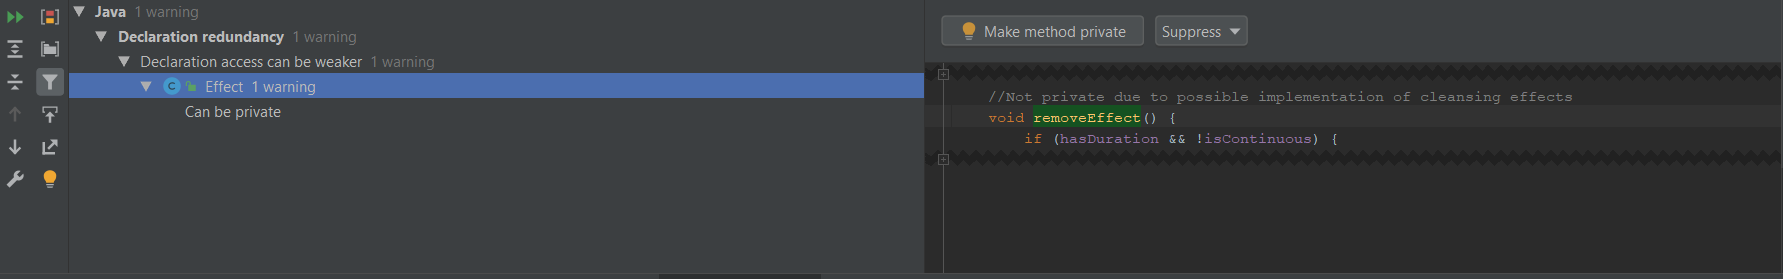 Java 1 warning
Declaration redundancy 1 warning
Declaration access can be weaker 1 warning
C Effect 1 warning
Can be private
Make method private Suppress
//Not private due to possible implementation of cleansing effects
void removeEffect() {
if (hasDuration && !isContinuous) {